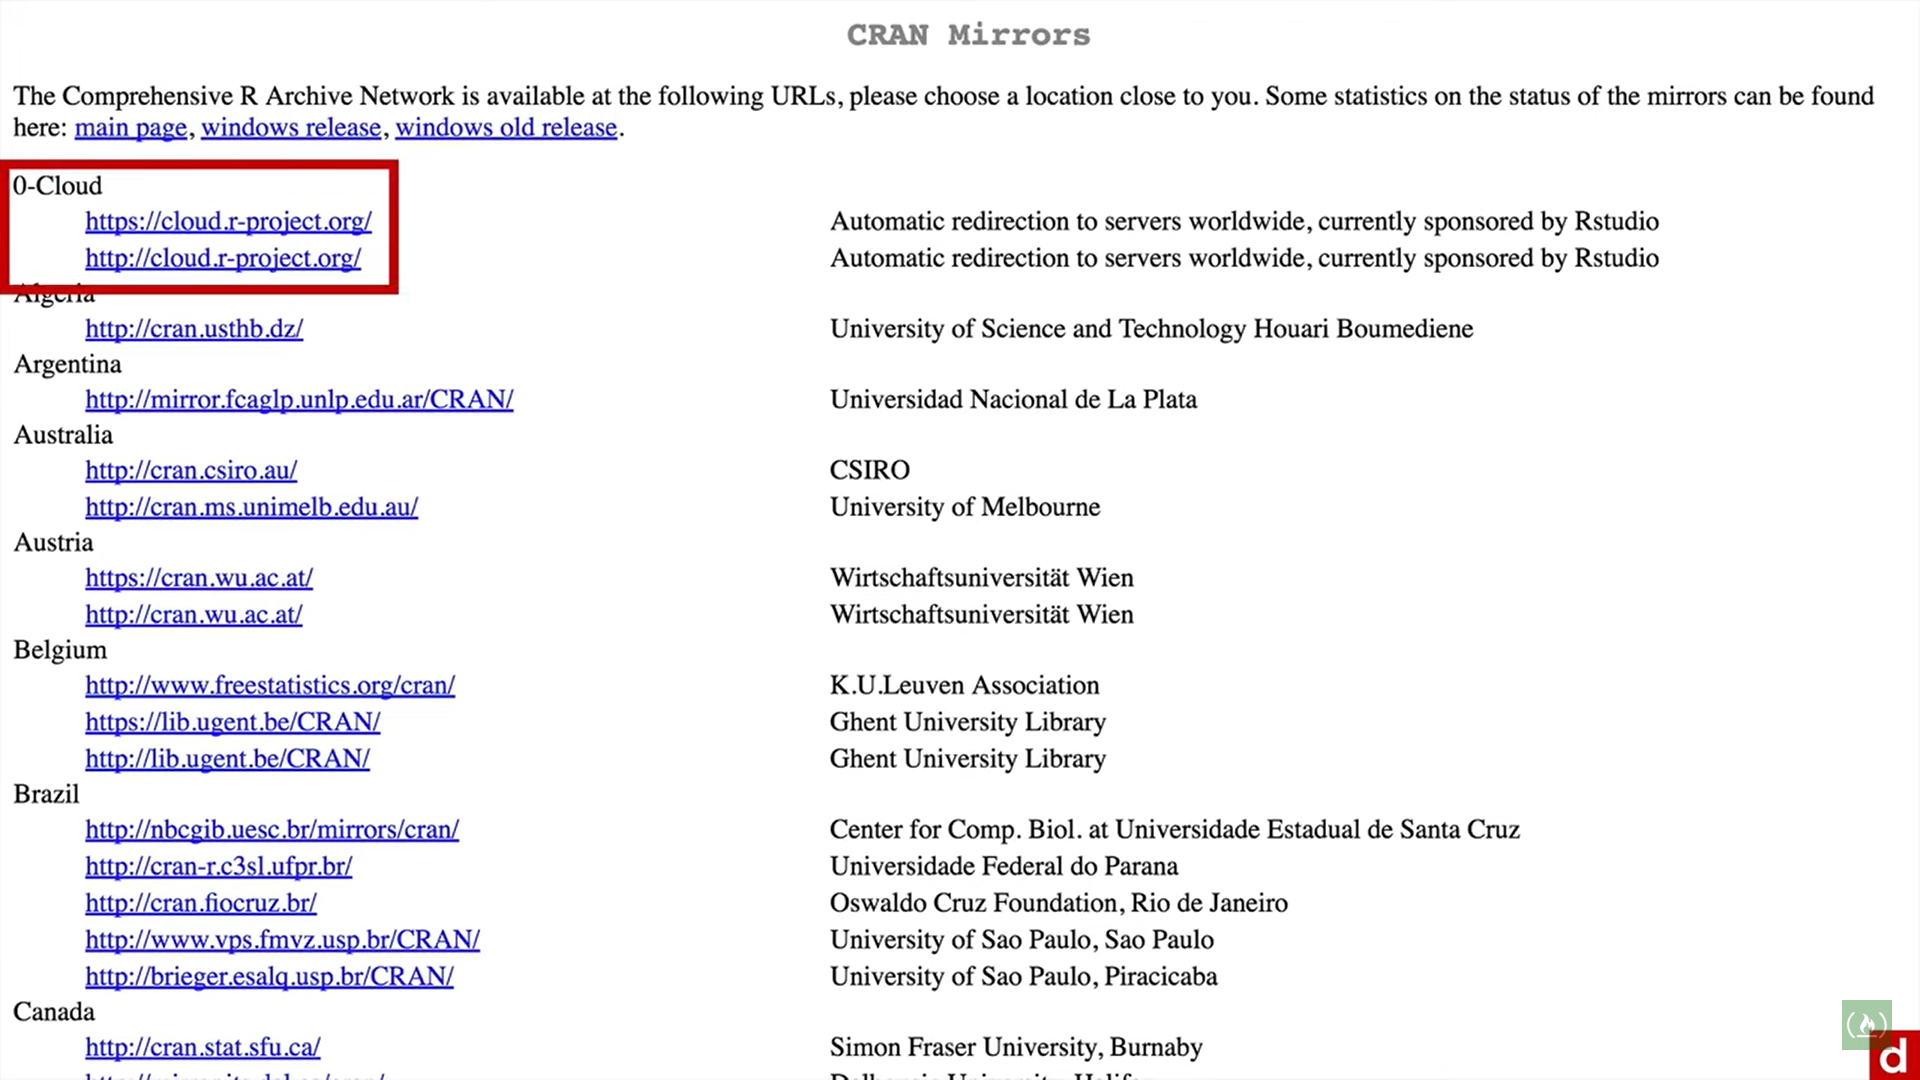 CRAN Mirrors
The Comprehensive R Archive Network is available at the following URLs, please choose a location close to you. Some statistics on the status of the mirrors can be found
here: main page, windows release, windows old release.
0-Cloud
https://cloud.r-project.org/ Automatic redirection to servers worldwide, currently sponsored by Rstudio
http://cloud.r-project.org/ Automatic redirection to servers worldwide, currently sponsored by Rstudio
Algeria
http://cran.usthb.dz/ University of Science and Technology Houari Boumediene
Argentina
http://mirror.fcaglp.unlp.edu.ar/CRAN/ Universidad Nacional de La Plata
Australia
http://cran.csiro.au/ CSIRO
http://cran.ms.unimelb.edu.au/ University of Melbourne
Austria
https://cran.wu.ac.at/ Wirtschaftsuniversität Wien
http://cran.wu.ac.at/ Wirtschaftsuniversität Wien
Belgium
http://www.freestatistics.org/cran/ K.U.Leuven Association
https://lib.ugent.be/CRAN/ Ghent University Library
http://lib.ugent.be/CRAN/ Ghent University Library
Brazil
http://nbcgib.uesc.br/mirrors/cran/ Center for Comp. Biol. at Universidade Estadual de Santa Cruz
http://cran-r.c3sl.ufpr.br/ Universidade Federal do Parana
http://cran.fiocruz.br/ Oswaldo Cruz Foundation, Rio de Janeiro
http://www.vps.fmvz.usp.br/CRAN/ University of Sao Paulo, Sao Paulo
http://brieger.esalq.usp.br/CRAN/ University of Sao Paulo, Piracicaba
Canada
http://cran.stat.sfu.ca/ Simon Fraser University, Burnaby
d